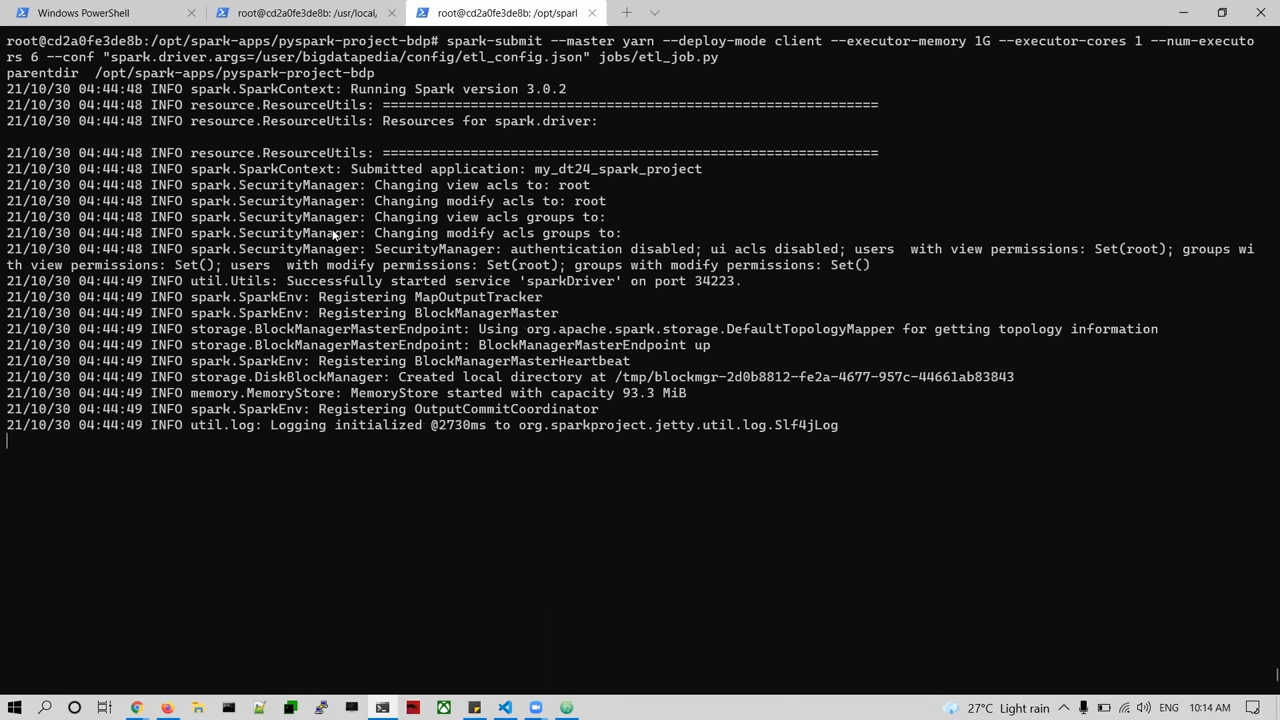 Windows PowerShell
root@cd2a0fe3de8b: /usr/local,
root@cd2a0fe3de8b: /opt/spar
root@cd2a0fe3de8b:/opt/spark-apps/pyspark-project-bdp# spark-submit --master yarn --deploy-mode client --executor-memory 1G --executor-cores 1 --num-executo
rs 6 --conf "spark.driver.args=/user/bigdatapedia/config/etl_config.json" jobs/etl_job.py
parentdir  /opt/spark-apps/pyspark-project-bdp
21/10/30 04:44:48 INFO spark.SparkContext: Running Spark version 3.0.2
21/10/30 04:44:48 INFO resource.ResourceUtils: ==============================================================
21/10/30 04:44:48 INFO resource.ResourceUtils: Resources for spark.driver:
21/10/30 04:44:48 INFO resource.ResourceUtils: ==============================================================
21/10/30 04:44:48 INFO spark.SparkContext: Submitted application: my_dt24_spark_project
21/10/30 04:44:48 INFO spark.SecurityManager: Changing view acls to: root
21/10/30 04:44:48 INFO spark.SecurityManager: Changing modify acls to: root
21/10/30 04:44:48 INFO spark.SecurityManager: Changing view acls groups to:
21/10/30 04:44:48 INFO spark.SecurityManager: Changing modify acls groups to:
21/10/30 04:44:48 INFO spark.SecurityManager: SecurityManager: authentication disabled; ui acls disabled; users  with view permissions: Set(root); groups wi
th view permissions: Set(); users  with modify permissions: Set(root); groups with modify permissions: Set()
21/10/30 04:44:49 INFO util.Utils: Successfully started service 'sparkDriver' on port 34223.
21/10/30 04:44:49 INFO spark.SparkEnv: Registering MapOutputTracker
21/10/30 04:44:49 INFO spark.SparkEnv: Registering BlockManagerMaster
21/10/30 04:44:49 INFO storage.BlockManagerMasterEndpoint: Using org.apache.spark.storage.DefaultTopologyMapper for getting topology information
21/10/30 04:44:49 INFO storage.BlockManagerMasterEndpoint: BlockManagerMasterEndpoint up
21/10/30 04:44:49 INFO spark.SparkEnv: Registering BlockManagerMasterHeartbeat
21/10/30 04:44:49 INFO storage.DiskBlockManager: Created local directory at /tmp/blockmgr-2d0b8812-fe2a-4677-957c-44661ab83843
21/10/30 04:44:49 INFO memory.MemoryStore: MemoryStore started with capacity 93.3 MiB
21/10/30 04:44:49 INFO spark.SparkEnv: Registering OutputCommitCoordinator
21/10/30 04:44:49 INFO util.log: Logging initialized @2730ms to org.sparkproject.jetty.util.log.Slf4jLog
27°C Light rain
ENG
10:14 AM